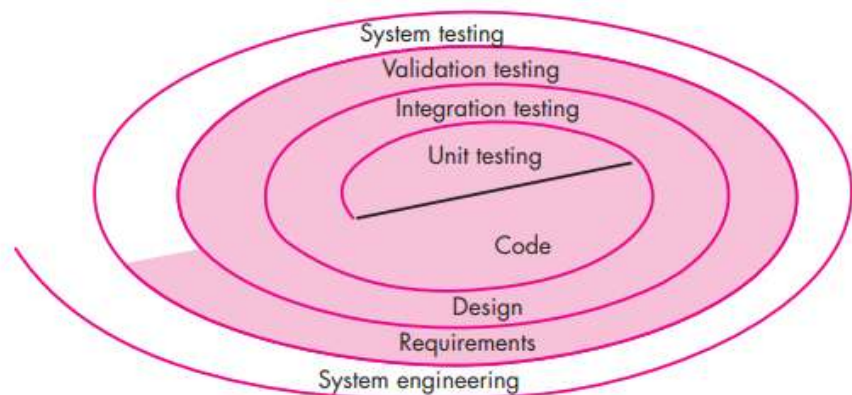 System testing
Validation testing
Integration testing
Unit testing
Code
Design
Requirements
System engineering